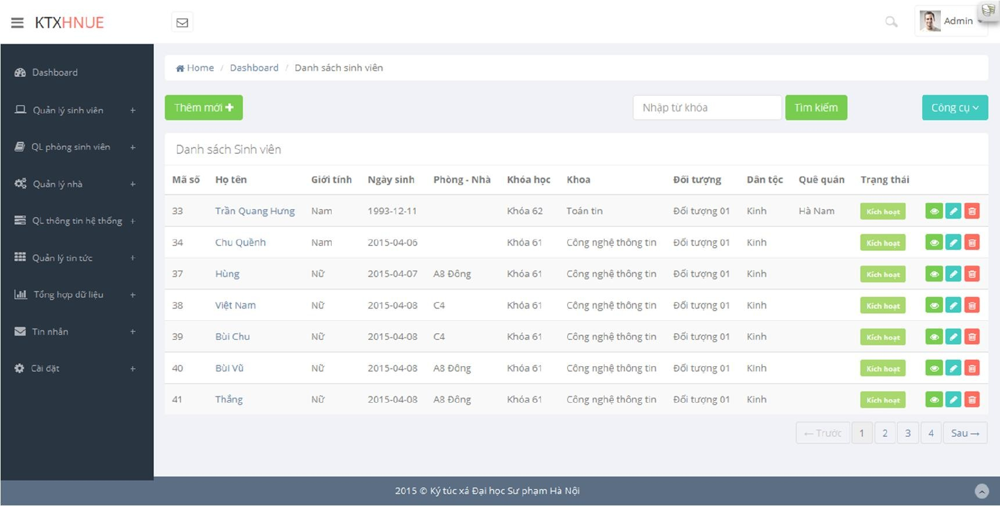 KTXHNUE
Admin
Dashboard
Quản lý sinh viên +
QL phòng sinh viên +
Quản lý nhà +
QL thông tin hệ thống +
Quản lý tin tức +
Tổng hợp dữ liệu +
Tin nhắn +
Cài đặt +
Home / Dashboard / Danh sách sinh viên
Thêm mới + Nhập từ khóa Tìm kiếm Công cụ
Danh sách Sinh viên
Mã số Họ tên Giới tính Ngày sinh Phòng - Nhà Khóa học Khoa Đối tượng Dân tộc Quê quán Trạng thái
33 Trần Quang Hưng Nam 1993-12-11 Khóa 62 Toán tin Đối tượng 01 Kinh Hà Nam Kích hoạt
34 Chu Quềnh Nam 2015-04-06 Khóa 61 Công nghệ thông tin Đối tượng 01 Kinh Kích hoạt
37 Hùng Nữ 2015-04-07 A8 Đông Khóa 61 Công nghệ thông tin Đối tượng 01 Kinh Kích hoạt
38 Việt Nam Nữ 2015-04-08 C4 Khóa 61 Công nghệ thông tin Đối tượng 01 Kinh Kích hoạt
39 Bùi Chu Nữ 2015-04-08 C4 Khóa 61 Công nghệ thông tin Đối tượng 01 Kinh Kích hoạt
40 Bùi Vũ Nữ 2015-04-08 A8 Đông Khóa 61 Công nghệ thông tin Đối tượng 01 Kinh Kích hoạt
41 Thắng Nữ 2015-04-08 A8 Đông Khóa 61 Công nghệ thông tin Đối tượng 01 Kinh Kích hoạt
← Trước 1 2 3 4 Sau →
2015 © Ký túc xá Đại học Sư phạm Hà Nội